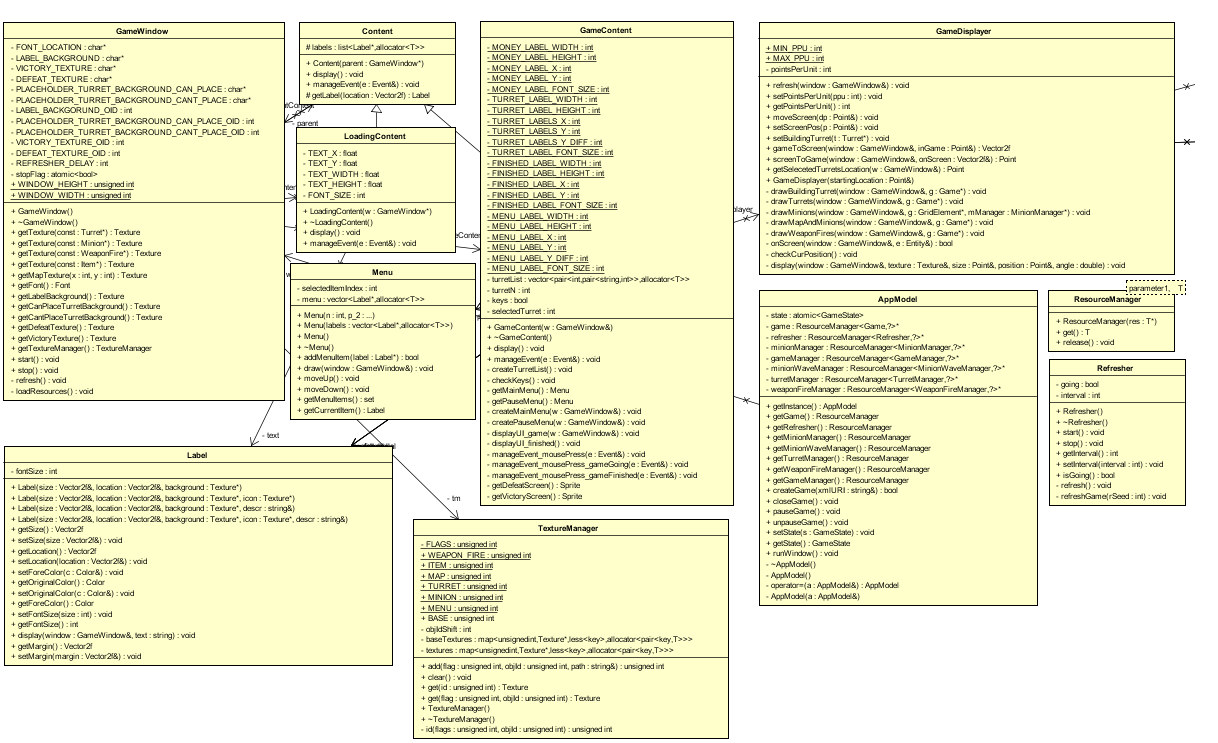 GameWindow
- FONT_LOCATION : char*
- LABEL_BACKGROUND : char*
- VICTORY_TEXTURE : char*
- DEFEAT_TEXTURE : char*
- PLACEHOLDER_TURRET_BACKGROUND_CAN_PLACE : char*
- PLACEHOLDER_TURRET_BACKGROUND_CANT_PLACE : char*
- LABEL_BACKGORUND_OID : int
- PLACEHOLDER_TURRET_BACKGROUND_CAN_PLACE_OID : int
- PLACEHOLDER_TURRET_BACKGROUND_CANT_PLACE_OID : int
- VICTORY_TEXTURE_OID : int
- DEFEAT_TEXTURE_OID : int
- REFRESHER_DELAY : int
- stopFlag : atomic<bool>
+ WINDOW_HEIGHT : unsigned int
+ WINDOW_WIDTH : unsigned int
+ GameWindow()
+ ~GameWindow()
+ getTexture(const : Turret*) : Texture
+ getTexture(const : Minion*) : Texture
+ getTexture(const : WeaponFire*) : Texture
+ getTexture(const : Item*) : Texture
+ getMapTexture(x : int, y : int) : Texture
+ getFont() : Font
+ getLabelBackground() : Texture
+ getCanPlaceTurretBackground() : Texture
+ getCantPlaceTurretBackground() : Texture
+ getDefeatTexture() : Texture
+ getVictoryTexture() : Texture
+ getTextureManager() : TextureManager
+ start() : void
+ stop() : void
- refresh() : void
- loadResources() : void
Content
# labels : list<Label*,allocator<T>>
+ Content(parent : GameWindow*)
+ display() : void
+ manageEvent(e : Event&) : void
# getLabel(location : Vector2f) : Label
- parent
LoadingContent
- TEXT_X : float
- TEXT_Y : float
- TEXT_WIDTH : float
- TEXT_HEIGHT : float
- FONT_SIZE : int
+ LoadingContent(w : GameWindow*)
+ ~LoadingContent()
+ display() : void
+ manageEvent(e : Event&) : void
Menu
- selectedItemIndex : int
- menu : vector<Label*,allocator<T>>
+ Menu(n : int, p_2 : ...)
+ Menu(labels : vector<Label*,allocator<T>>)
+ Menu()
+ ~Menu()
+ addMenuItem(label : Label*) : bool
+ draw(window : GameWindow&) : void
+ moveUp() : void
+ moveDown() : void
+ getMenuItems() : set
+ getCurrentItem() : Label
- text
- tm
GameContent
- MONEY_LABEL_WIDTH : int
- MONEY_LABEL_HEIGHT : int
- MONEY_LABEL_X : int
- MONEY_LABEL_Y : int
- MONEY_LABEL_FONT_SIZE : int
- TURRET_LABEL_WIDTH : int
- TURRET_LABEL_HEIGHT : int
- TURRET_LABELS_X : int
- TURRET_LABELS_Y : int
- TURRET_LABELS_Y_DIFF : int
- TURRET_LABEL_FONT_SIZE : int
- FINISHED_LABEL_WIDTH : int
- FINISHED_LABEL_HEIGHT : int
- FINISHED_LABEL_X : int
- FINISHED_LABEL_Y : int
- FINISHED_LABEL_FONT_SIZE : int
- MENU_LABEL_WIDTH : int
- MENU_LABEL_HEIGHT : int
- MENU_LABEL_X : int
- MENU_LABEL_Y : int
- MENU_LABEL_Y_DIFF : int
- MENU_LABEL_FONT_SIZE : int
- turretList : vector<pair<int,pair<string,int>>,allocator<T>>
- turretN : int
- keys : bool
- selectedTurret : int
+ GameContent(w : GameWindow&)
+ ~GameContent()
+ display() : void
+ manageEvent(e : Event&) : void
- createTurretList() : void
- checkKeys() : void
- getMainMenu() : Menu
- getPauseMenu() : Menu
- createMainMenu(w : GameWindow&) : void
- createPauseMenu(w : GameWindow&) : void
- displayUI_game(w : GameWindow&) : void
- displayUI_finished() : void
- manageEvent_mousePress(e : Event&) : void
- manageEvent_mousePress_gameGoing(e : Event&) : void
- manageEvent_mousePress_gameFinished(e : Event&) : void
- getDefeatScreen() : Sprite
- getVictoryScreen() : Sprite
GameDisplayer
+ MIN_PPU : int
+ MAX_PPU : int
- pointsPerUnit : int
+ refresh(window : GameWindow&) : void
+ setPointsPerUnit(ppu : int) : void
+ getPointsPerUnit() : int
+ moveScreen(dp : Point&) : void
+ setScreenPos(p : Point&) : void
+ setBuildingTurret(t : Turret*) : void
+ gameToScreen(window : GameWindow&, inGame : Point&) : Vector2f
+ screenToGame(window : GameWindow&, onScreen : Vector2f&) : Point
+ getSelecetedTurretsLocation(w : GameWindow&) : Point
+ GameDisplayer(startingLocation : Point&)
- drawBuildingTurret(window : GameWindow&, g : Game*) : void
- drawTurrets(window : GameWindow&, g : Game*) : void
- drawMinions(window : GameWindow&, g : GridElement*, mManager : MinionManager*) : void
- drawMapAndMinions(window : GameWindow&, g : Game*) : void
- drawWeaponFires(window : GameWindow&, g : Game*) : void
- onScreen(window : GameWindow&, e : Entity&) : bool
- checkCurPosition() : void
- display(window : GameWindow&, texture : Texture&, size : Point&, position : Point&, angle : double) : void
AppModel
- state : atomic<GameState>
- game : ResourceManager<Game,?>*
- refresher : ResourceManager<Refresher,?>*
- minionManager : ResourceManager<MinionManager,?>*
- gameManager : ResourceManager<GameManager,?>*
- minionWaveManager : ResourceManager<MinionWaveManager,?>*
- turretManager : ResourceManager<TurretManager,?>*
- weaponFireManager : ResourceManager<WeaponFireManager,?>*
+ getInstance() : AppModel
+ getGame() : ResourceManager
+ getRefresher() : ResourceManager
+ getMinionManager() : ResourceManager
+ getMinionWaveManager() : ResourceManager
+ getTurretManager() : ResourceManager
+ getWeaponFireManager() : ResourceManager
+ getGameManager() : ResourceManager
+ createGame(xmlURI : string&) : bool
+ closeGame() : void
+ pauseGame() : void
+ unpauseGame() : void
+ setState(s : GameState) : void
+ getState() : GameState
+ runWindow() : void
- ~AppModel()
- AppModel()
- operator=(a : AppModel&) : AppModel
- AppModel(a : AppModel&)
parameter1, T
ResourceManager
+ ResourceManager(res : T*)
+ get() : T
+ release() : void
Refresher
- going : bool
- interval : int
+ Refresher()
+ ~Refresher()
+ start() : void
+ stop() : void
+ getInterval() : int
+ setInterval(interval : int) : void
+ isGoing() : bool
- refresh() : void
- refreshGame(rSeed : int) : void
Label
- fontSize : int
+ Label(size : Vector2f&, location : Vector2f&, background : Texture*)
+ Label(size : Vector2f&, location : Vector2f&, background : Texture*, icon : Texture*)
+ Label(size : Vector2f&, location : Vector2f&, background : Texture*, descr : string&)
+ Label(size : Vector2f&, location : Vector2f&, background : Texture*, icon : Texture*, descr : string&)
+ getSize() : Vector2f
+ setSize(size : Vector2f&) : void
+ getLocation() : Vector2f
+ setLocation(location : Vector2f&) : void
+ setForeColor(c : Color&) : void
+ getOriginalColor() : Color
+ setOriginalColor(c : Color&) : void
+ getForeColor() : Color
+ setFontSize(size : int) : void
+ getFontSize() : int
+ display(window : GameWindow&, text : string) : void
+ getMargin() : Vector2f
+ setMargin(margin : Vector2f&) : void
TextureManager
- FLAGS : unsigned int
+ WEAPON_FIRE : unsigned int
+ ITEM : unsigned int
+ MAP : unsigned int
+ TURRET : unsigned int
+ MINION : unsigned int
+ MENU : unsigned int
+ BASE : unsigned int
- objIdShift : int
- baseTextures : map<unsignedint,Texture*,less<key>,allocator<pair<key,T>>>
- textures : map<unsignedint,Texture*,less<key>,allocator<pair<key,T>>>
+ add(flag : unsigned int, objId : unsigned int, path : string&) : unsigned int
+ clear() : void
+ get(id : unsigned int) : Texture
+ get(flag : unsigned int, objId : unsigned int) : Texture
+ TextureManager()
+ ~TextureManager()
- id(flags : unsigned int, objId : unsigned int) : unsigned int